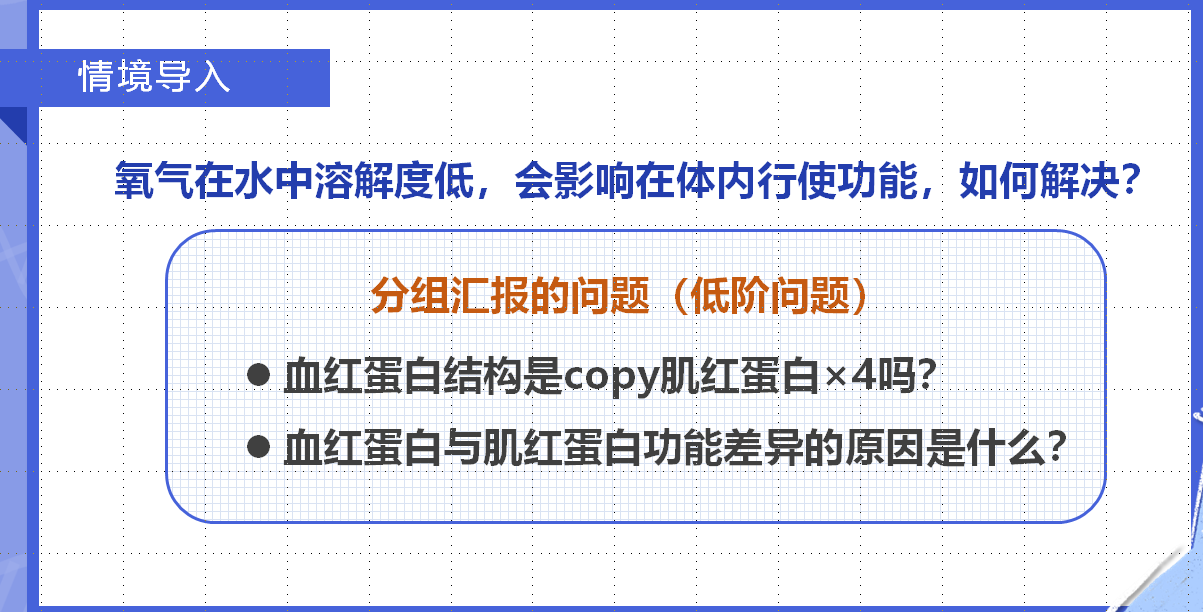 情境导入
氧气在水中溶解度低，会影响在体内行使功能，如何解决？
分组汇报的问题（低阶问题）
● 血红蛋白结构是copy肌红蛋白×4吗？
● 血红蛋白与肌红蛋白功能差异的原因是什么？